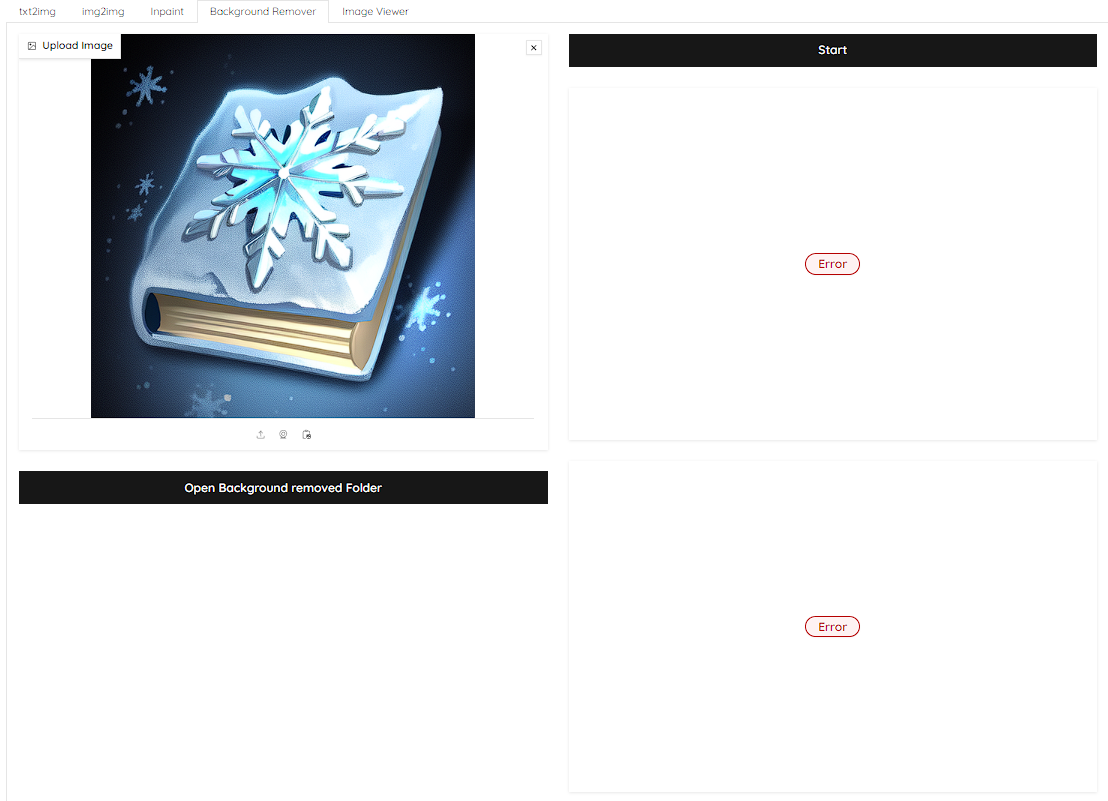 txt2img img2img Inpaint Background Remover Image Viewer
Upload Image
Start
Error
Open Background removed Folder
Error